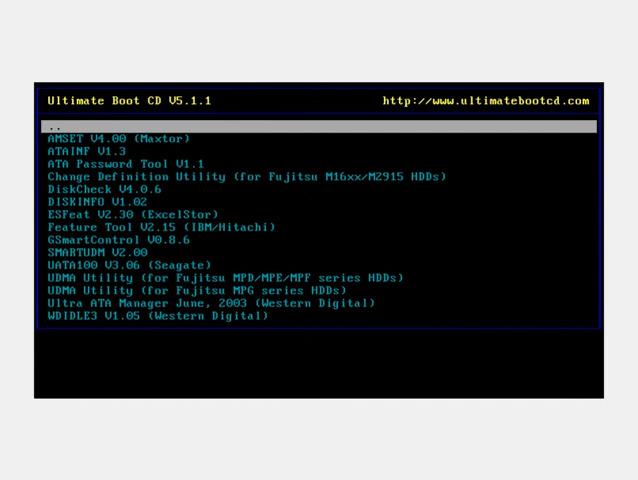 Ultimate Boot CD V5.1.1 http://www.ultimatebootcd.com
..
AMSET V4.00 (Maxtor)
ATAINF V1.3
ATA Password Tool V1.1
Change Definition Utility (for Fujitsu M16xx/M2915 HDDs)
DiskCheck V4.0.6
DISKINFO V1.02
ESFeat V2.30 (ExcelStor)
Feature Tool V2.15 (IBM/Hitachi)
GSmartControl V0.8.6
SMARTUDM V2.00
UATA100 V3.06 (Seagate)
UDMA Utility (for Fujitsu MPD/MPE/MPF series HDDs)
UDMA Utility (for Fujitsu MPG series HDDs)
Ultra ATA Manager June, 2003 (Western Digital)
WDIDLE3 V1.05 (Western Digital)